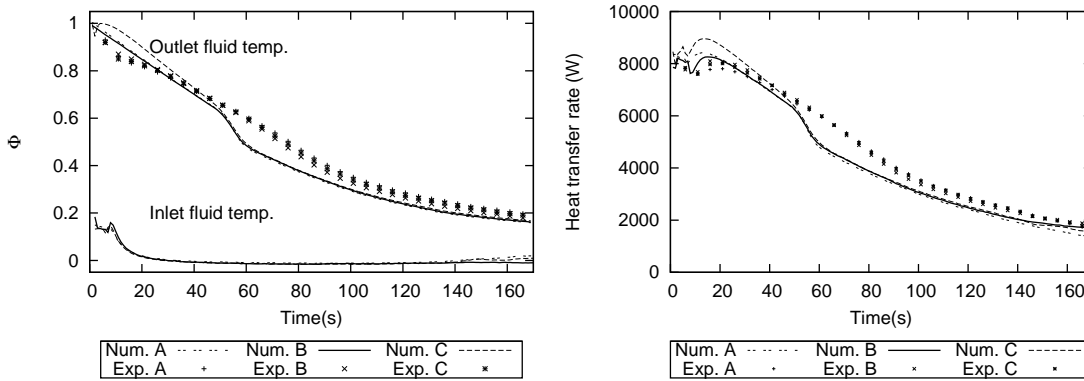 1
0.8
0.6
0.4
0.2
0
Φ
Outlet fluid temp.
Inlet fluid temp.
0 20 40 60 80 100 120 140 160
Time(s)
Num. A Num. B Num. C
Exp. A Exp. B Exp. C
10000
8000
6000
4000
2000
0
Heat transfer rate (W)
0 20 40 60 80 100 120 140 160
Time(s)
Num. A Num. B Num. C
Exp. A Exp. B Exp. C